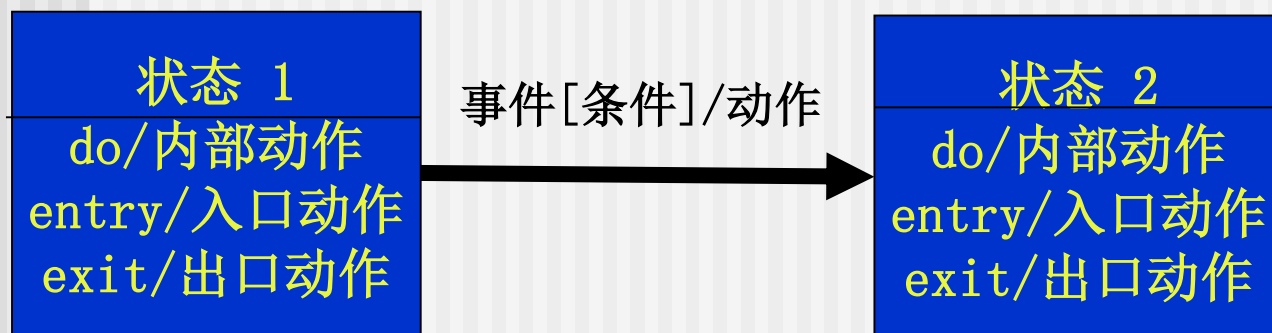 状态 1
do/内部动作
entry/入口动作
exit/出口动作
事件[条件]/动作
状态 2
do/内部动作
entry/入口动作
exit/出口动作